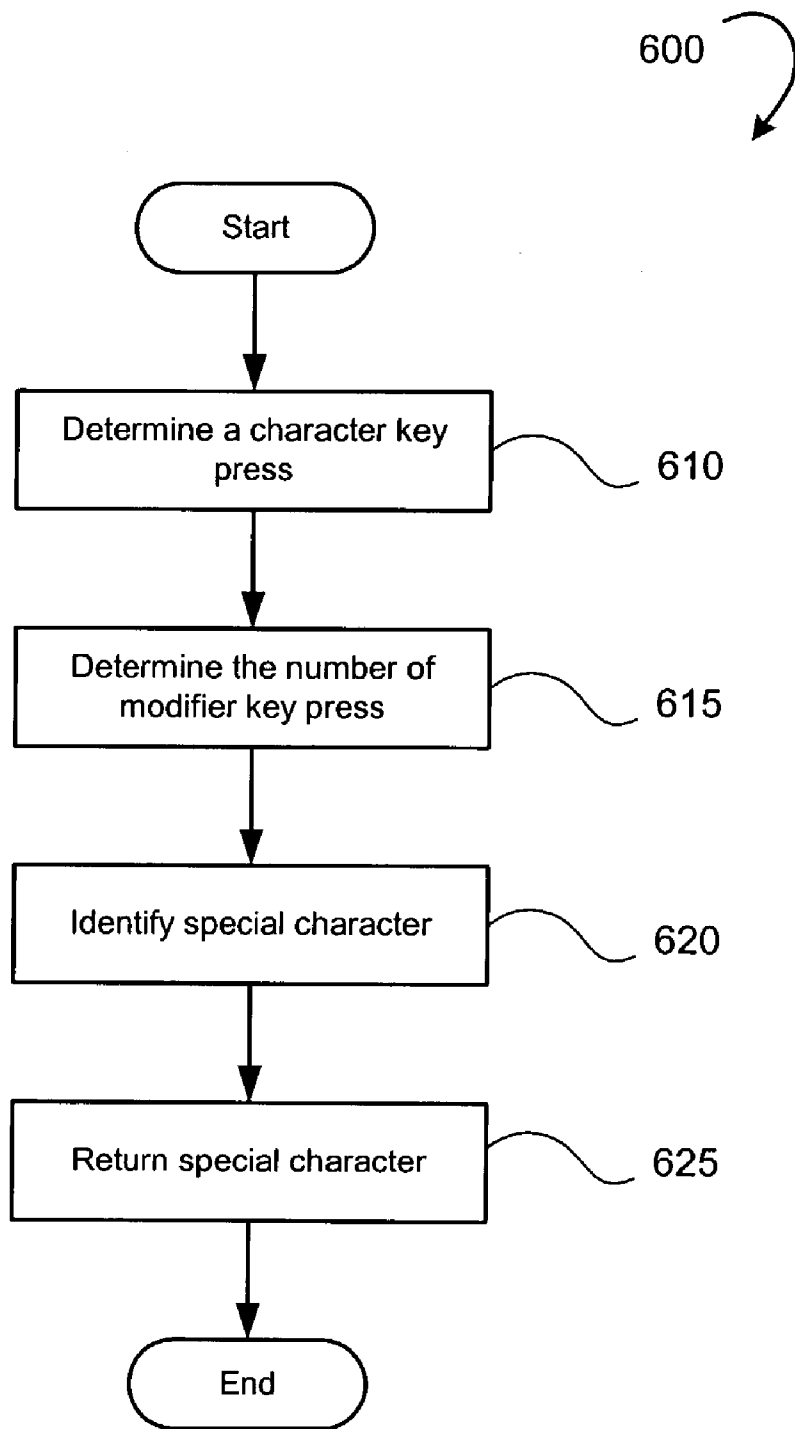 600
Start
Determine a character key
press
610
Determine the number of
modifier key press
615
Identify special character
620
Return special character
625
End